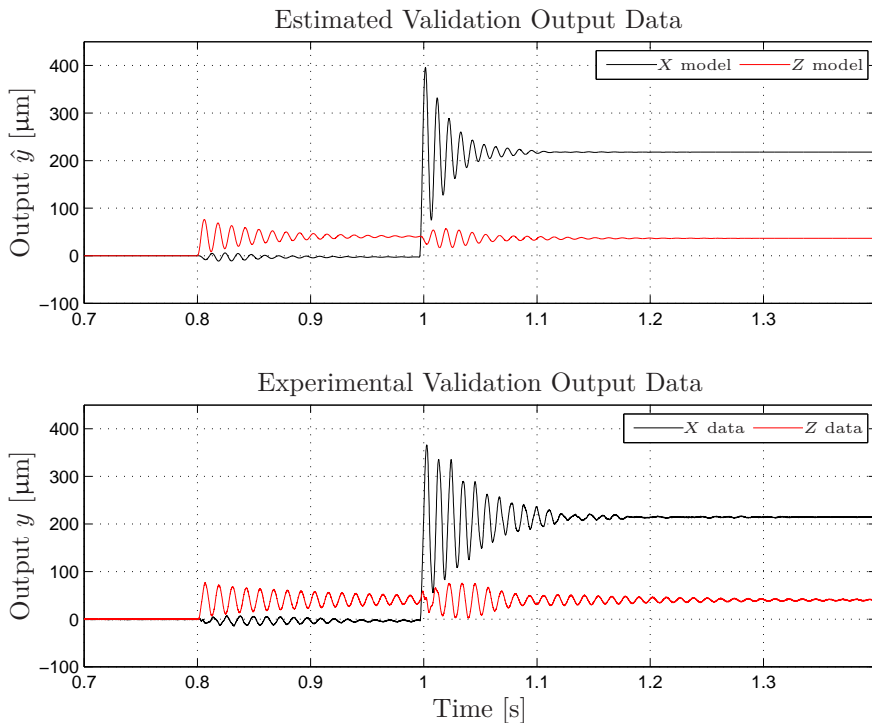 Estimated Validation Output Data
X model
Z model
Output ŷ [µm]
400
300
200
100
0
−100
0.7
0.8
0.9
1
1.1
1.2
1.3
Experimental Validation Output Data
X data
Z data
Output y [µm]
400
300
200
100
0
−100
0.7
0.8
0.9
1
1.1
1.2
1.3
Time [s]